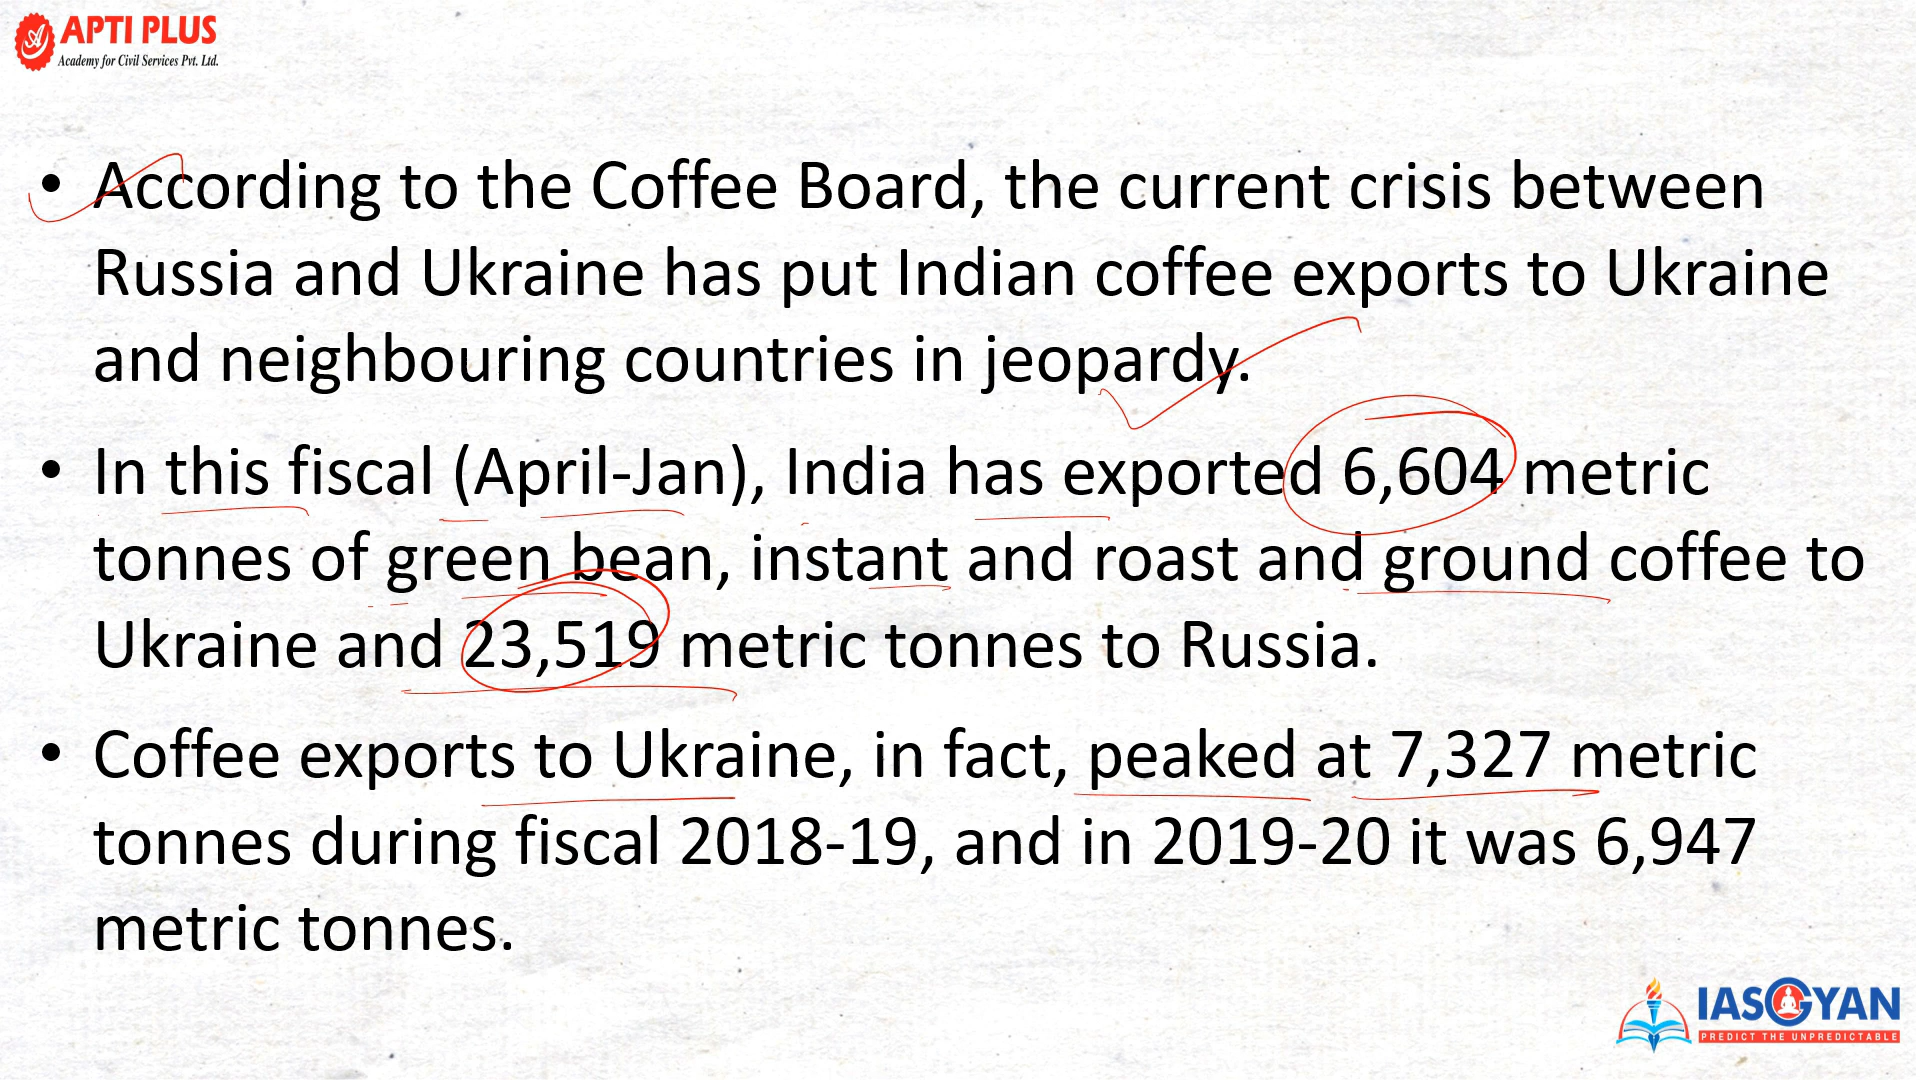 APTI PLUS
Academy for Civil Services Pvt. Ltd.
• According to the Coffee Board, the current crisis between
Russia and Ukraine has put Indian coffee exports to Ukraine
and neighbouring countries in jeopardy.
• In this fiscal (April-Jan), India has exported 6,604 metric
tonnes of green bean, instant and roast and ground coffee to
Ukraine and 23,519 metric tonnes to Russia.
• Coffee exports to Ukraine, in fact, peaked at 7,327 metric
tonnes during fiscal 2018-19, and in 2019-20 it was 6,947
metric tonnes.
IASGYAN
PREDICT THE UNPREDICTABLE